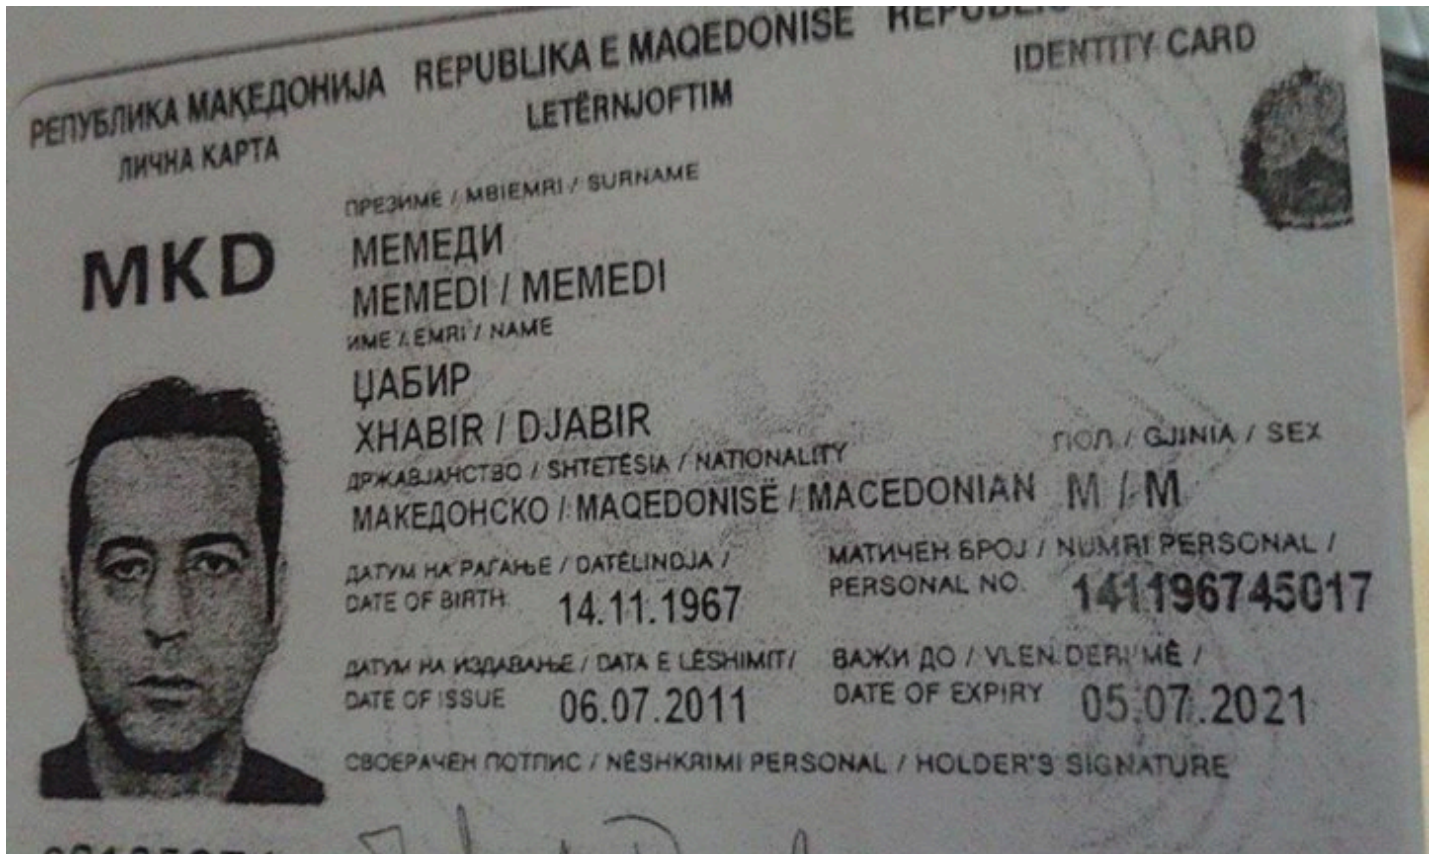 РЕПУБЛИКА МАКЕДОНИЈА REPUBLIKA E MAQEDONISË
ЛИЧНА КАРТА LETËRNJOFTIM IDENTITY CARD
MKD
ПРЕЗИМЕ / MBIEMRI / SURNAME
МЕМЕДИ
MEMEDI / MEMEDI
ИМЕ / EMRI / NAME
ЏАБИР
XHABIR / DJABIR
ДРЖАВЈАНСТВО / SHTETËSIA / NATIONALITY ПОЛ / GJINIA / SEX
МАКЕДОНСКО / MAQEDONISË / MACEDONIAN M / M
ДАТУМ НА РАЃАЊЕ / DATËLINDJA / МАТИЧЕН БРОЈ / NUMRI PERSONAL /
DATE OF BIRTH 14.11.1967 PERSONAL NO.
ДАТУМ НА ИЗДАВАЊЕ / DATA E LËSHIMIT / ВАЖИ ДО / VLEN DERI MË /
DATE OF ISSUE 06.07.2011 DATE OF EXPIRY 05.07.2021
СВОЕРАЧЕН ПОТПИС / NËSHKRIMI PERSONAL / HOLDER'S SIGNATURE